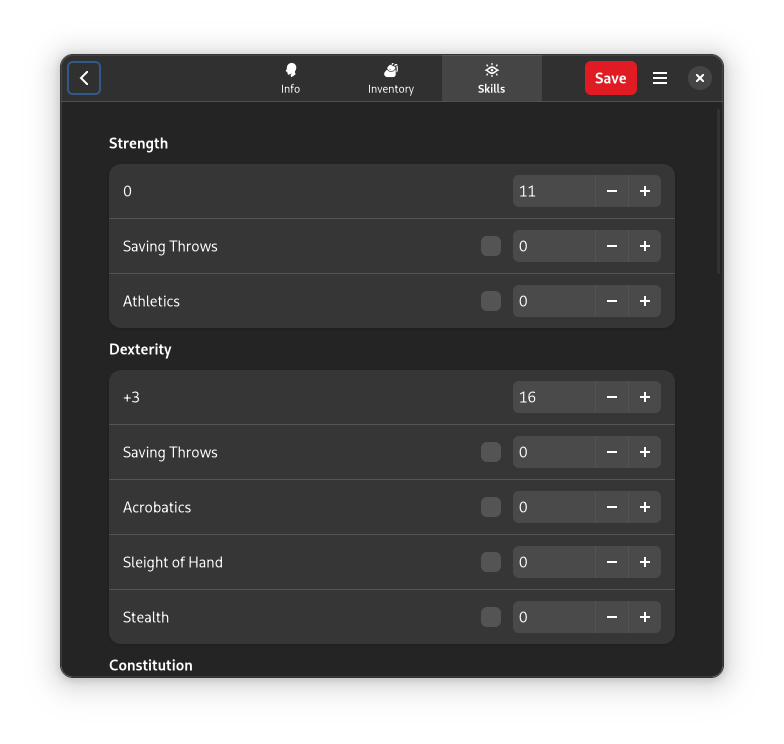 Info
Inventory
Skills
Save
Strength
0 11
Saving Throws 0
Athletics 0
Dexterity
+3 16
Saving Throws 0
Acrobatics 0
Sleight of Hand 0
Stealth 0
Constitution